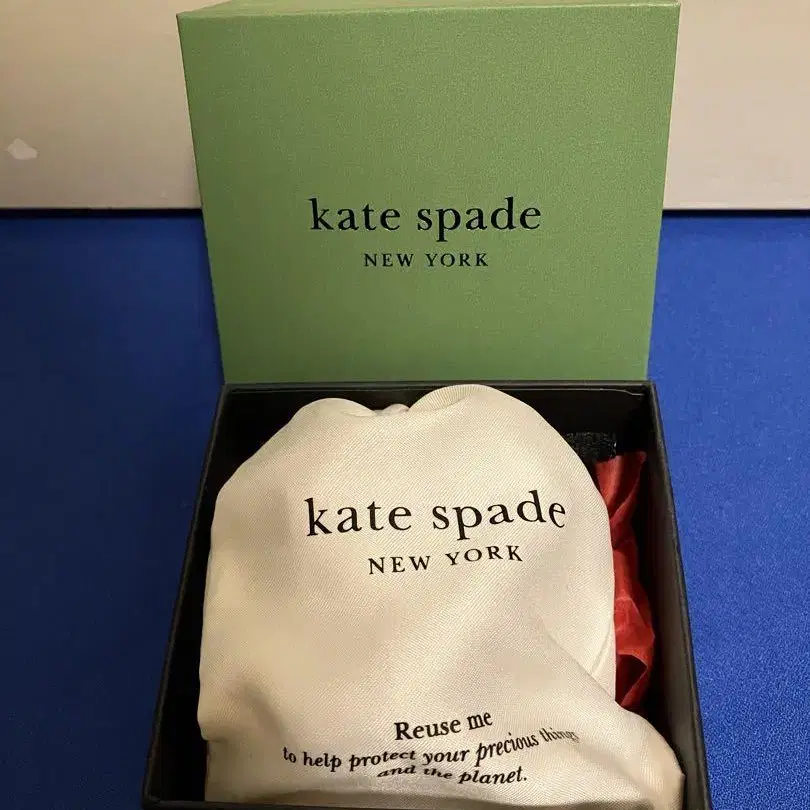 kate spade
NEW YORK
kate spade
NEW YORK
Reuse me
to help protect your precious things
and the planet.